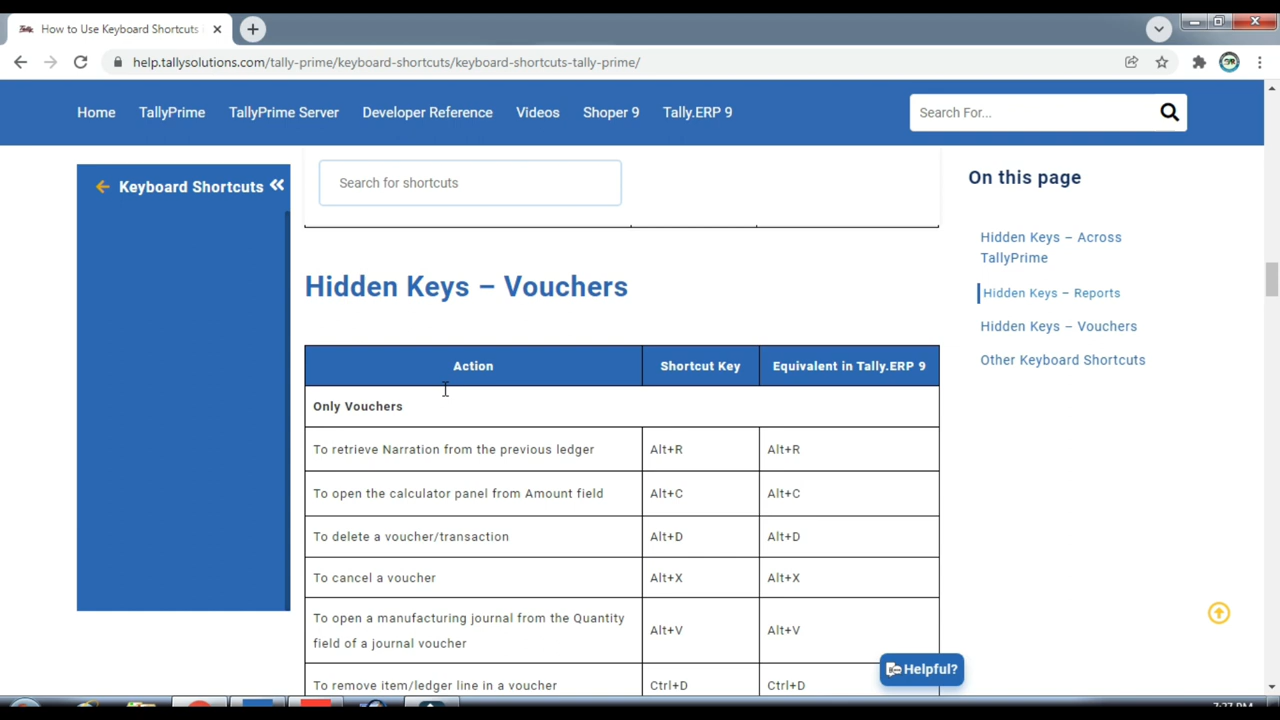 How to Use Keyboard Shortcuts
help.tallysolutions.com/tally-prime/keyboard-shortcuts/keyboard-shortcuts-tally-prime/
Home TallyPrime TallyPrime Server Developer Reference Videos Shoper 9 Tally.ERP 9
Search For...
Keyboard Shortcuts
Search for shortcuts
Hidden Keys – Vouchers
Action Shortcut Key Equivalent in Tally.ERP 9
Only Vouchers
To retrieve Narration from the previous ledger Alt+R Alt+R
To open the calculator panel from Amount field Alt+C Alt+C
To delete a voucher/transaction Alt+D Alt+D
To cancel a voucher Alt+X Alt+X
To open a manufacturing journal from the Quantity
field of a journal voucher Alt+V Alt+V
To remove item/ledger line in a voucher Ctrl+D Ctrl+D
On this page
Hidden Keys – Across
TallyPrime
Hidden Keys – Reports
Hidden Keys – Vouchers
Other Keyboard Shortcuts
Helpful?